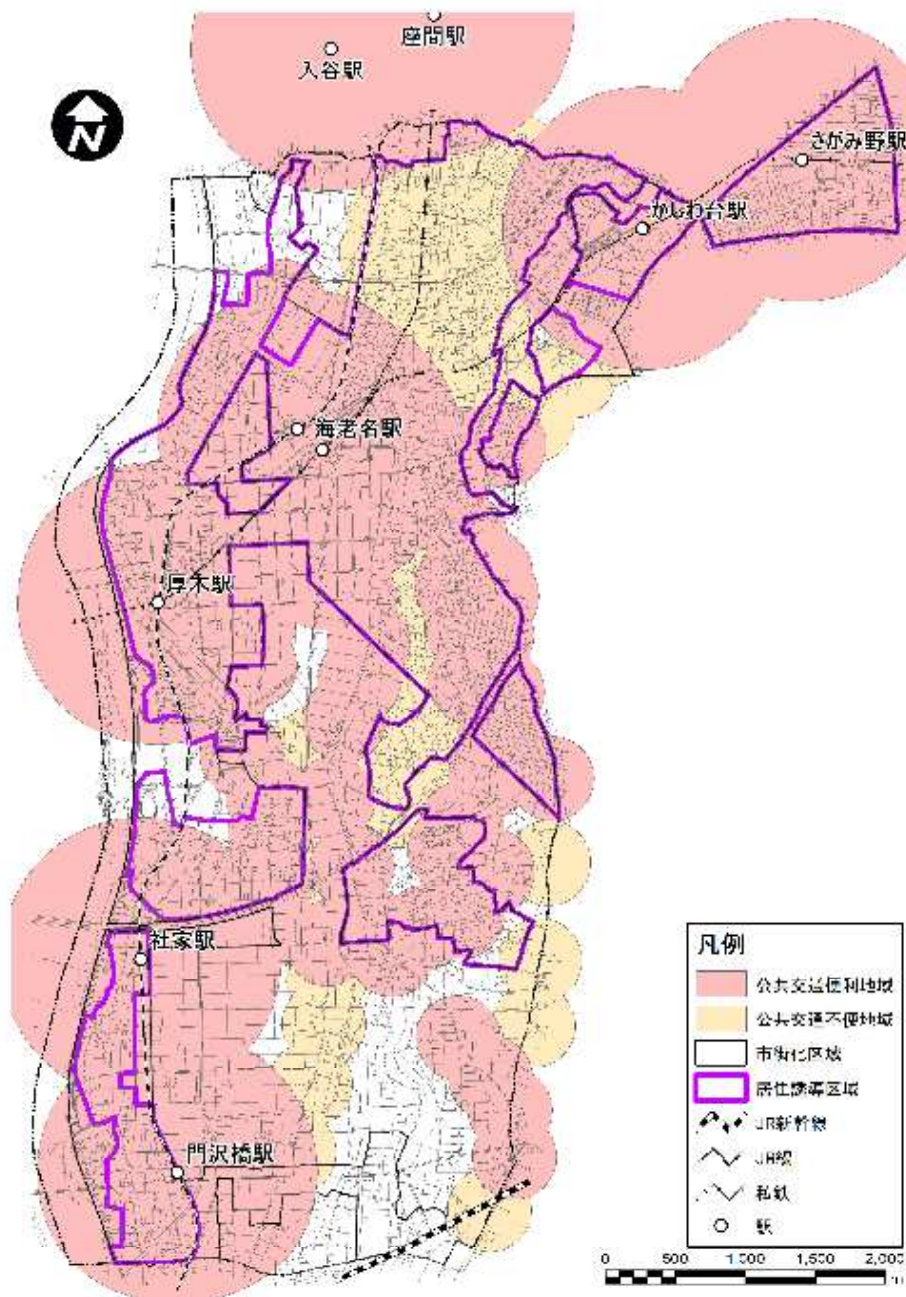 座間駅
入谷駅
N
さがみ野駅
かしわ台駅
海老名駅
厚木駅
社家駅
門沢橋駅
凡例
公共交通便利地域
公共交通不便地域
市街化区域
居住誘導区域
JR新幹線
JR線
私鉄
駅
0 500 1,000 1,500 2,000
m